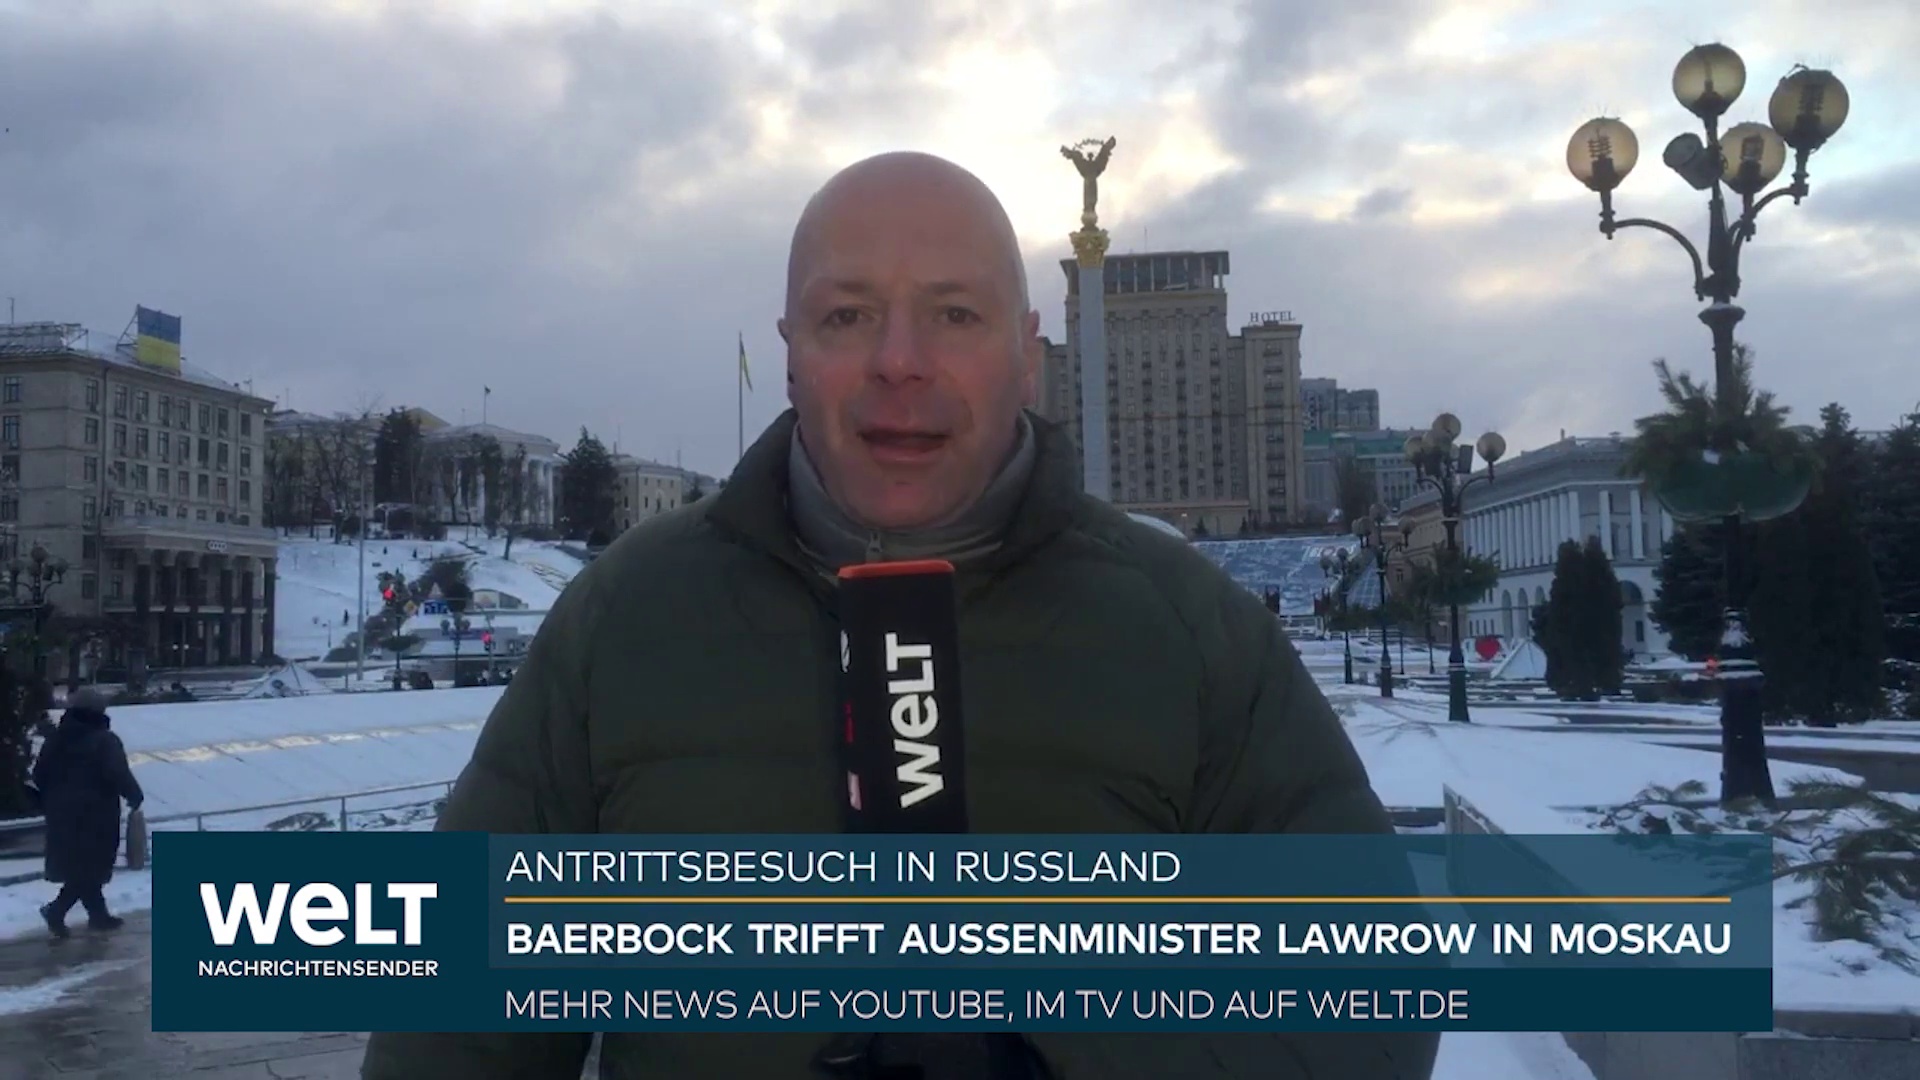 HOTEL
WELT
WELT
NACHRICHTENSENDER
ANTRITTSBESUCH IN RUSSLAND
BAERBOCK TRIFFT AUSSENMINISTER LAWROW IN MOSKAU
MEHR NEWS AUF YOUTUBE, IM TV UND AUF WELT.DE